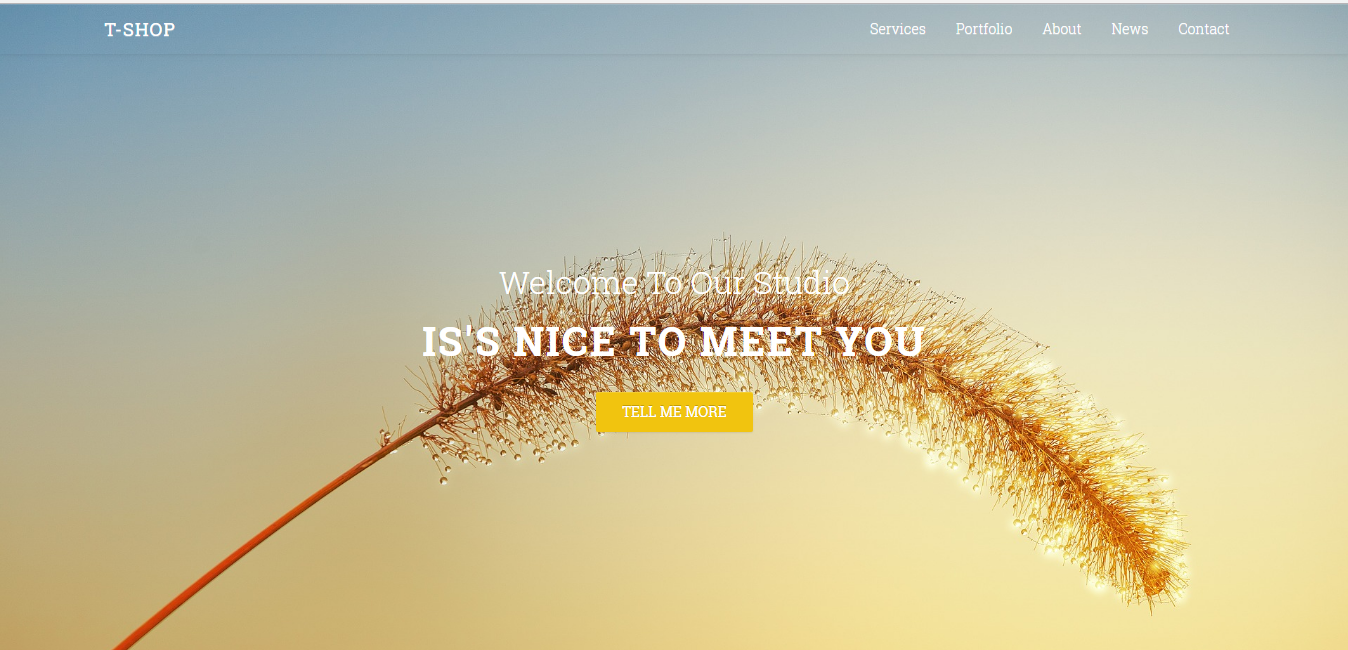 T-SHOP
Services Portfolio About News Contact
Welcome To Our Studio
IS'S NICE TO MEET YOU
TELL ME MORE